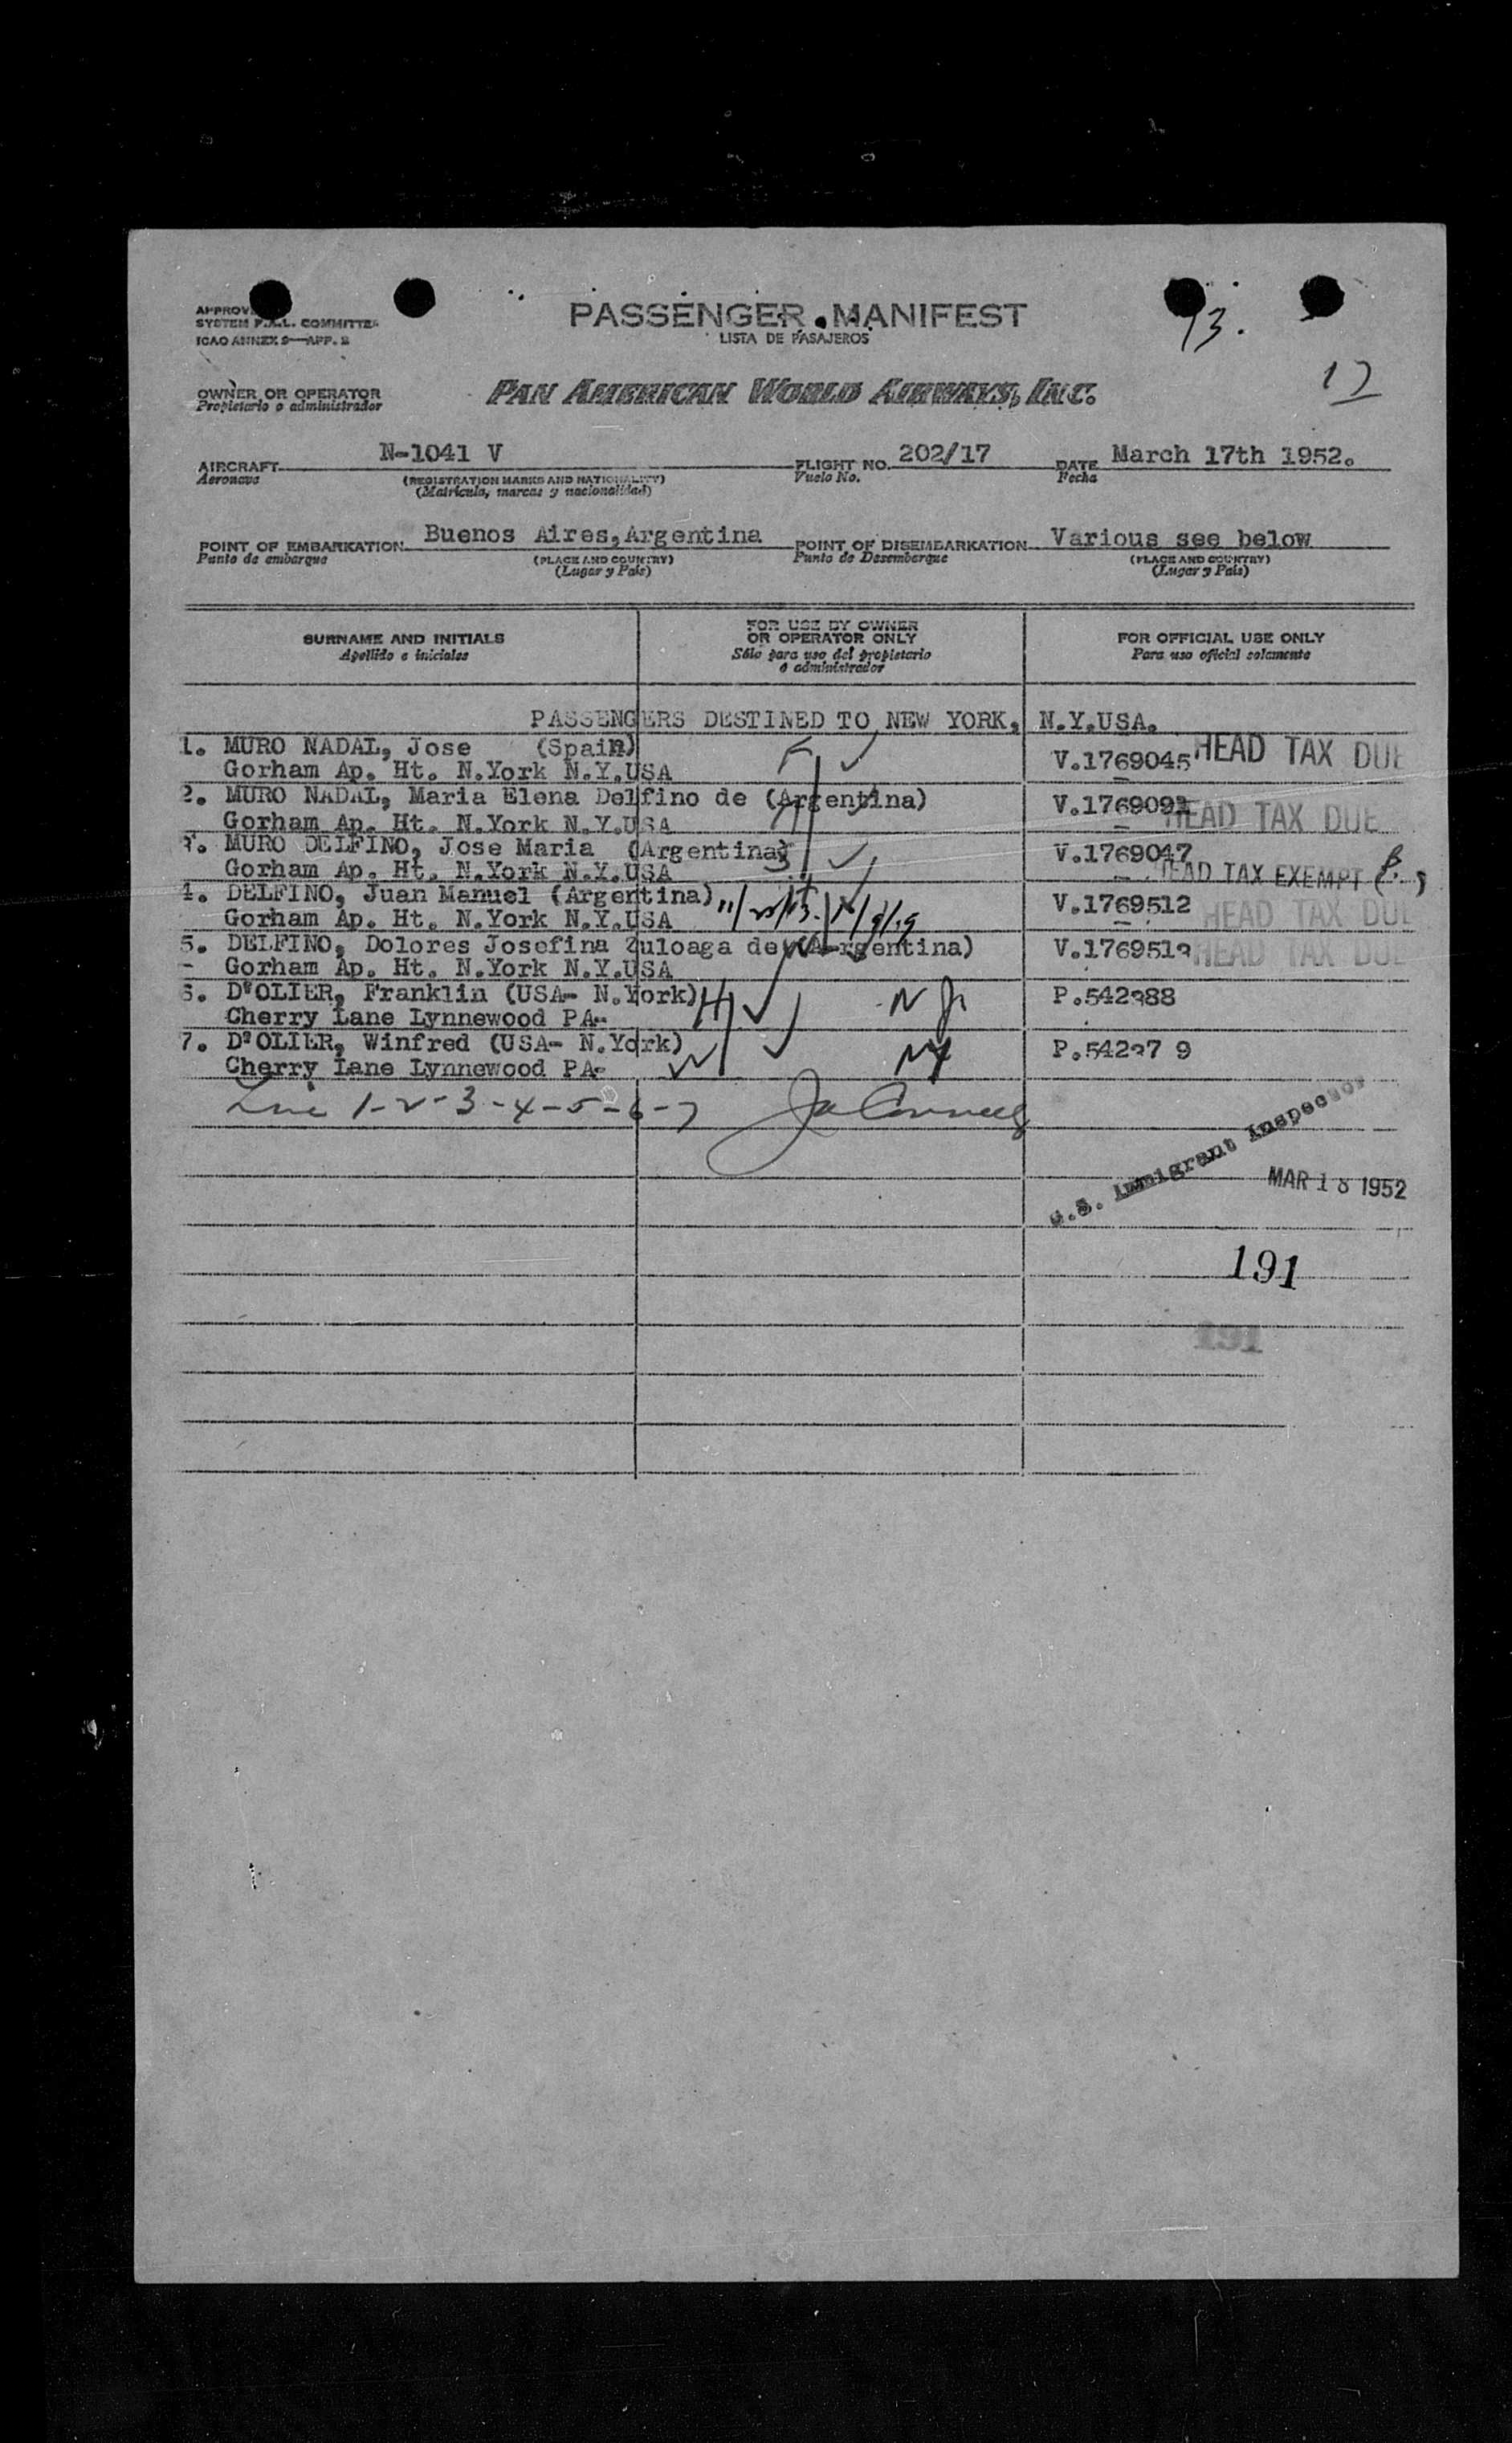 SYSTEM F.A.L. COMMITTEE
ICAO ANNEX 9—APP. 2
PASSENGER MANIFEST
LISTA DE PASAJEROS
13.
17
OWNER OR OPERATOR
Propietario o administrador
PAN AMERICAN WORLD AIRWAYS, INC.
AIRCRAFT N-1041 V FLIGHT NO. 202/17 DATE March 17th 1952.
Aeronave (REGISTRATION MARKS AND NATIONALITY) Vuelo No. Fecha
(Matrícula, marcas y nacionalidad)
POINT OF EMBARKATION Buenos Aires,Argentina POINT OF DISEMBARKATION Various see below
Punto de embarque (PLACE AND COUNTRY) Punto de Desembarque (PLACE AND COUNTRY)
(Lugar y País) (Lugar y País)
SURNAME AND INITIALS
Apellido e iniciales
FOR USE BY OWNER
OR OPERATOR ONLY
Sólo para uso del propietario
o administrador
FOR OFFICIAL USE ONLY
Para uso oficial solamente
PASSENGERS DESTINED TO NEW YORK, N.Y.USA.
1. MURO NADAL, Jose (Spain) V.1769045 HEAD TAX DUE
Gorham Ap. Ht. N.York N.Y.USA
2. MURO NADAL, Maria Elena Delfino de (Argentina) HEAD TAX DUE
Gorham Ap. Ht. N.York N.Y.USA
3. MURO DELFINO, Jose Maria (Argentina) V.1769047
Gorham Ap. Ht. N.York N.Y.USA HEAD TAX EXEMPT
4. DELFINO, Juan Manuel (Argentina) V.1769512 HEAD TAX DUE
Gorham Ap. Ht. N.York N.Y.USA
5. DELFINO, Dolores Josefina Zuloaga de (Argentina) HEAD TAX DUE
- Gorham Ap. Ht. N.York N.Y.USA
6. D'OLIER, Franklin (USA- N.York) H N J.
Cherry Lane Lynnewood PA-
7. D'OLIER, Winfred (USA- N.York) W NY
Cherry Lane Lynnewood PA-
Line 1-2-3-4-5-6-7
U.S. Immigrant Inspector
MAR 18 1952
191
191